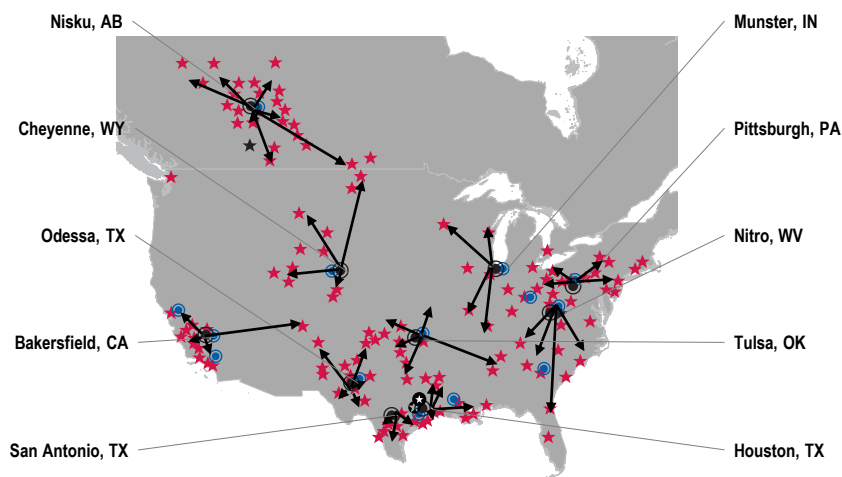 Nisku, AB
Munster, IN
Cheyenne, WY
Pittsburgh, PA
Odessa, TX
Nitro, WV
Bakersfield, CA
Tulsa, OK
San Antonio, TX
Houston, TX